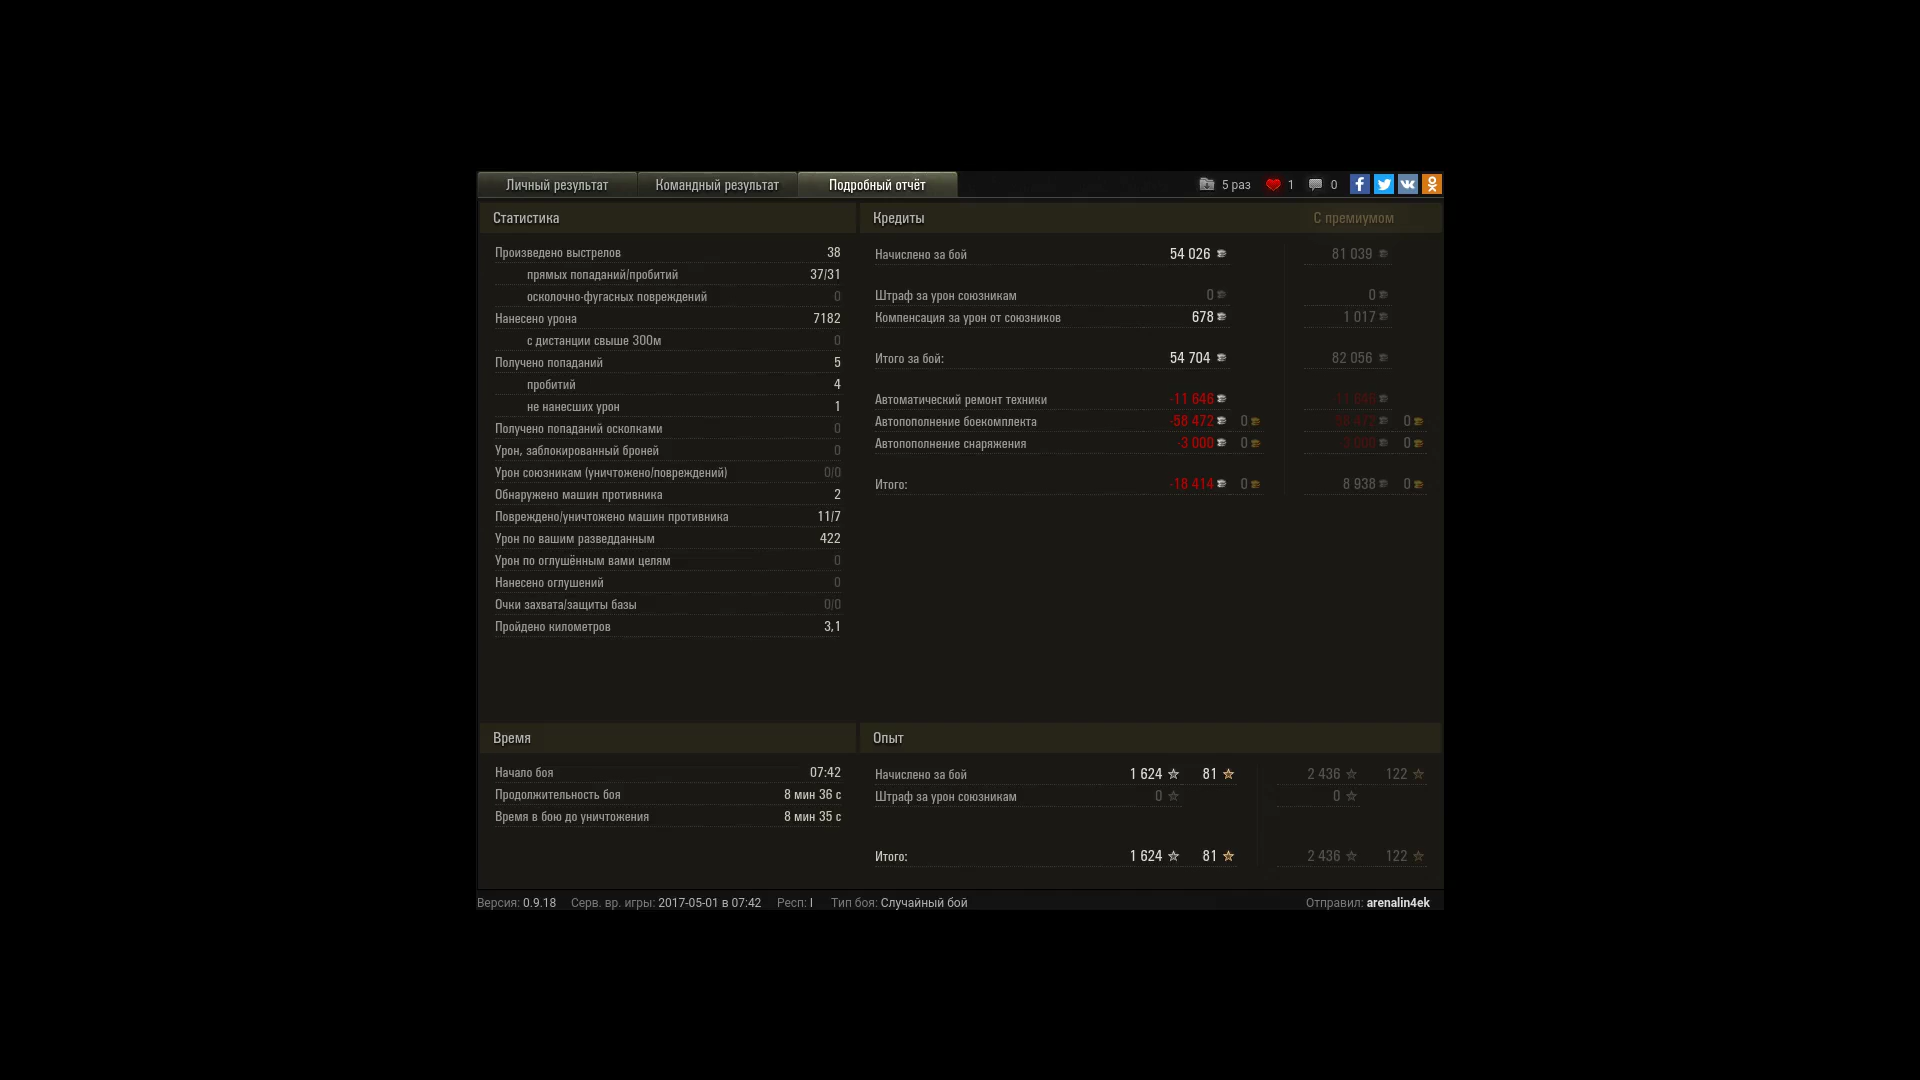 Личный результат Командный результат Подробный отчёт 5 раз 1 0
Статистика
Произведено выстрелов 38
прямых попаданий/пробитий 37/31
осколочно-фугасных повреждений 0
Нанесено урона 7182
с дистанции свыше 300м 0
Получено попаданий 5
пробитий 4
не нанесших урон 1
Получено попаданий осколками 0
Урон, заблокированный броней 0
Урон союзникам (уничтожено/повреждений) 0/0
Обнаружено машин противника 2
Повреждено/уничтожено машин противника 11/7
Урон по вашим разведданным 422
Урон по оглушённым вами целям 0
Нанесено оглушений 0
Очки захвата/защиты базы 0/0
Пройдено километров 3,1
Кредиты С премиумом
Начислено за бой 54 026 81 039
Штраф за урон союзникам 0 0
Компенсация за урон от союзников 678 1 017
Итого за бой: 54 704 82 056
Автоматический ремонт техники -11 646 -11 646
Автопополнение боекомплекта -58 472 0 -58 472 0
Автопополнение снаряжения -3 000 0 -3 000 0
Итого: -18 414 0 8 938 0
Время
Начало боя 07:42
Продолжительность боя 8 мин 36 с
Время в бою до уничтожения 8 мин 35 с
Опыт
Начислено за бой 1 624 81 2 436 122
Штраф за урон союзникам 0 0
Итого: 1 624 81 2 436 122
Версия: 0.9.18 Серв. вр. игры: 2017-05-01 в 07:42 Респ: I Тип боя: Случайный бой Отправил: arenalin4ek